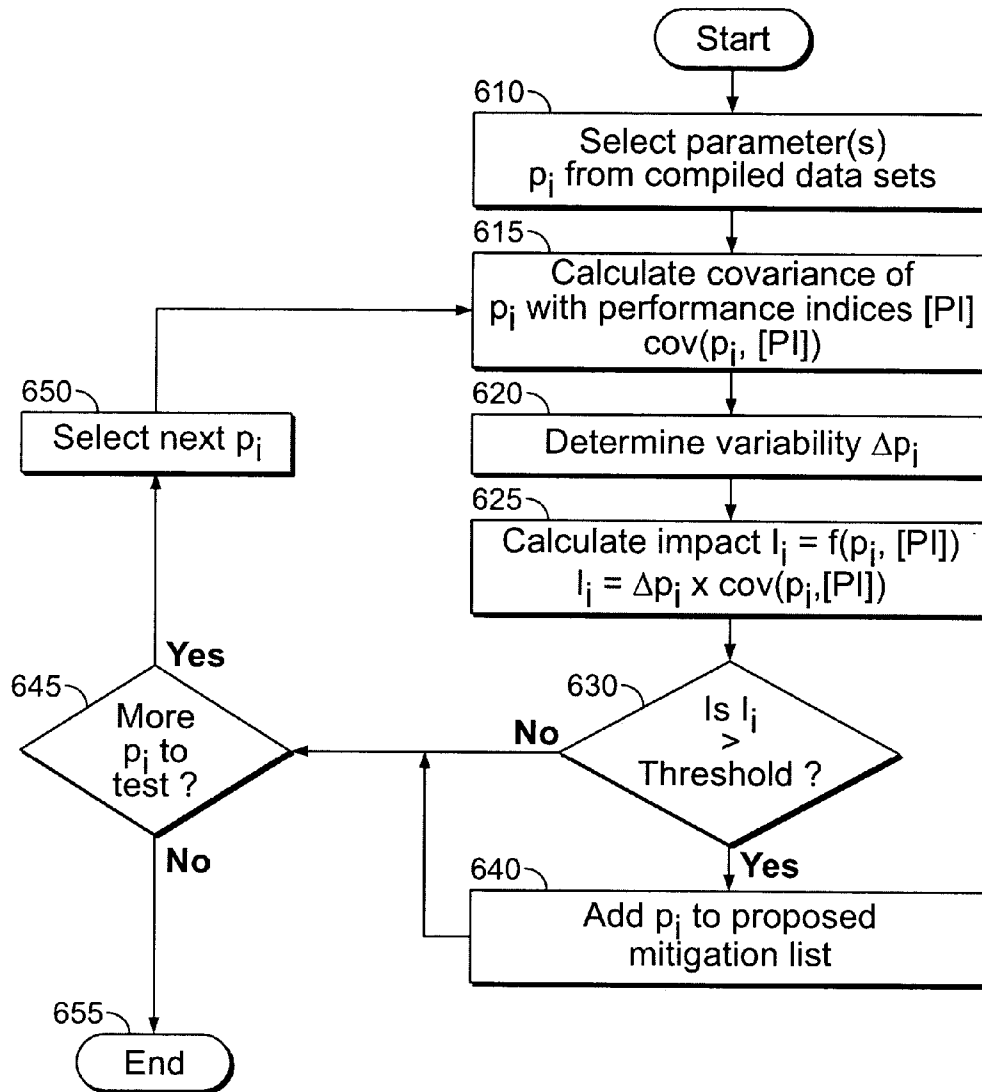 Start
610
Select parameter(s)
pi from compiled data sets
615
Calculate covariance of
pi with performance indices [PI]
cov(pi, [PI])
620
Determine variability Δpi
625
Calculate impact Ii = f(pi, [PI])
Ii = Δpi x cov(pi,[PI])
630
Is Ii
>
Threshold ?
No
Yes
640
Add pi to proposed
mitigation list
645
More
pi to
test ?
Yes
No
650
Select next pi
655
End